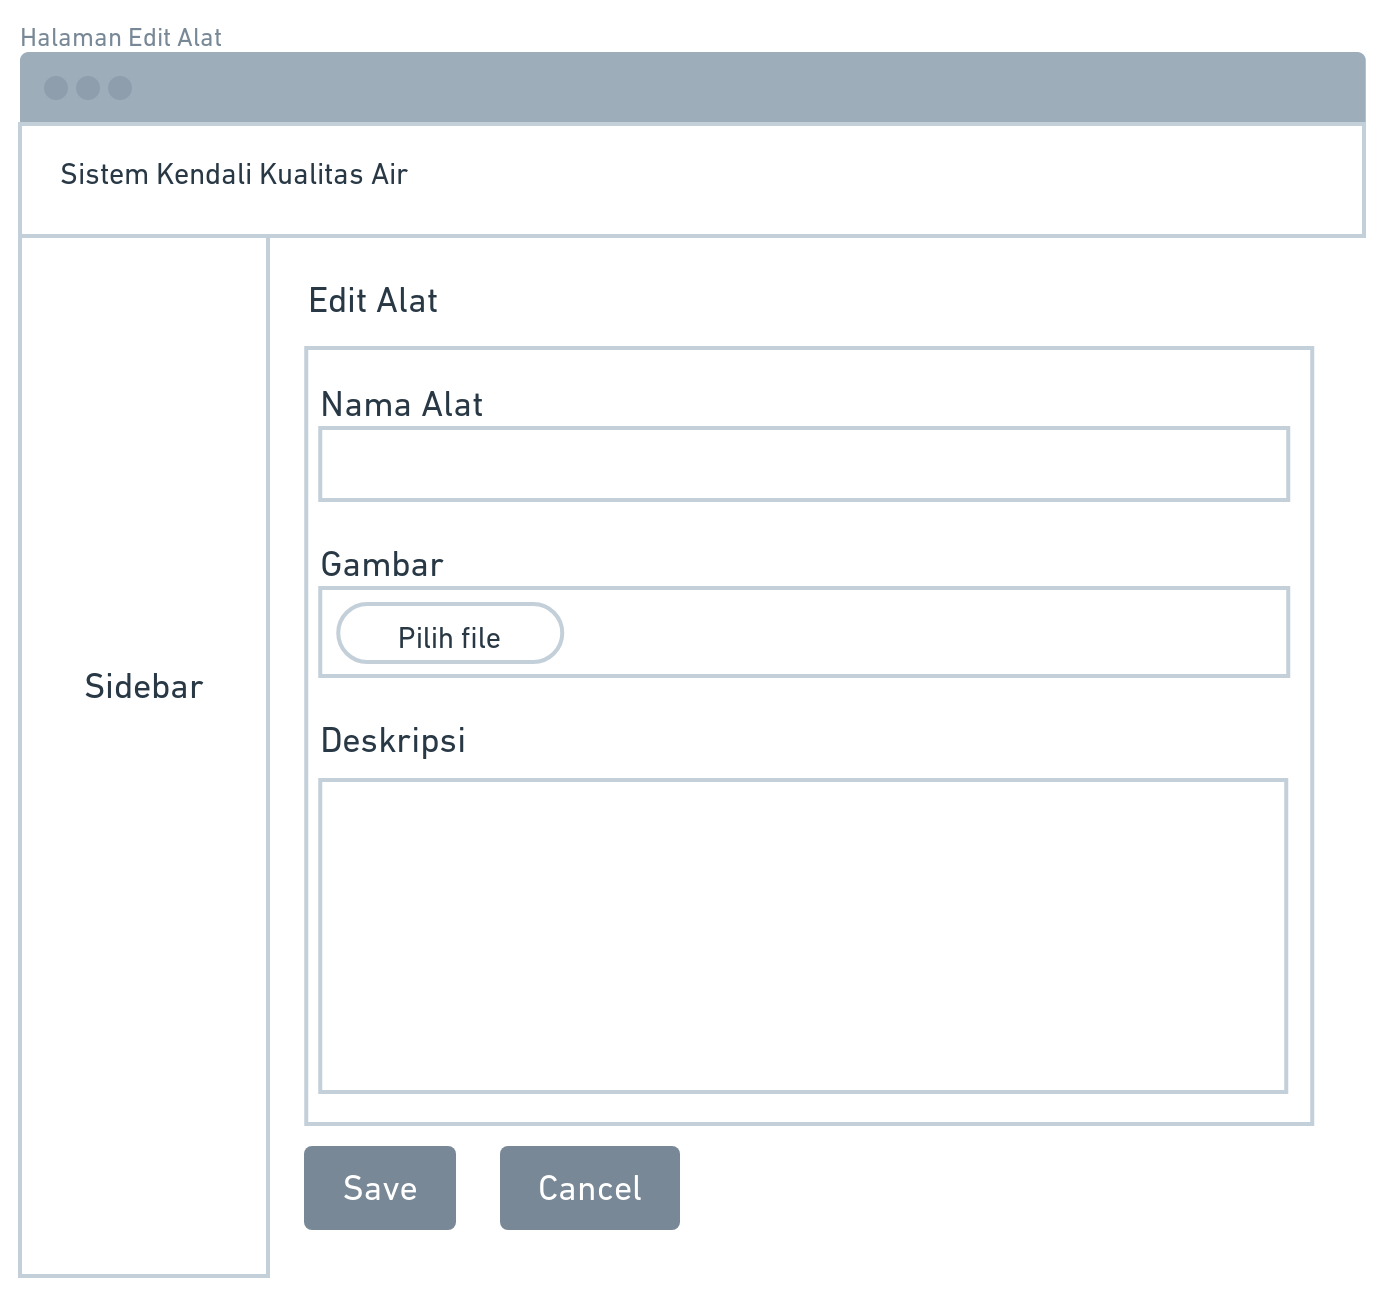 Halaman Edit Alat
Sistem Kendali Kualitas Air
Sidebar
Edit Alat
Nama Alat
Gambar
Pilih file
Deskripsi
Save
Cancel